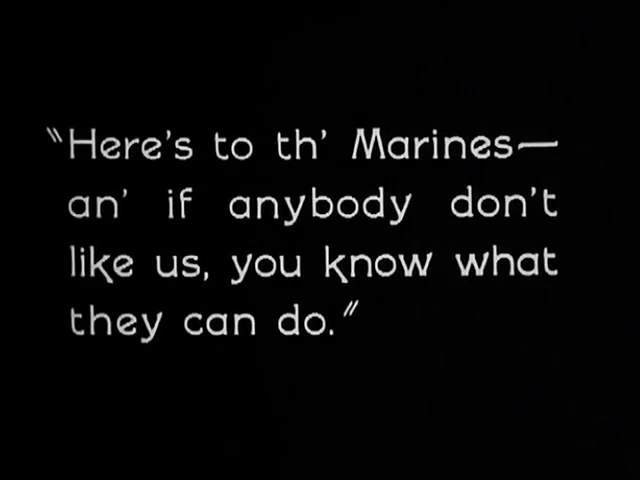 "Here's to th' Marines—
an' if anybody don't
like us, you know what
they can do."